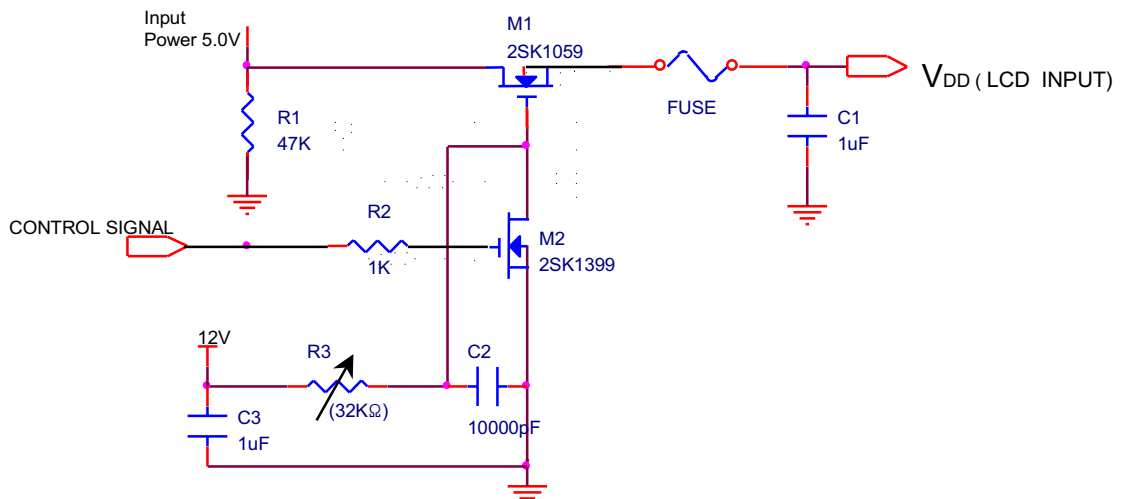 Input
Power 5.0V
M1
2SK1059
FUSE
VDD ( LCD INPUT)
R1
47K
C1
1uF
CONTROL SIGNAL
R2
1K
M2
2SK1399
12V
R3
(32KΩ)
C2
10000pF
C3
1uF